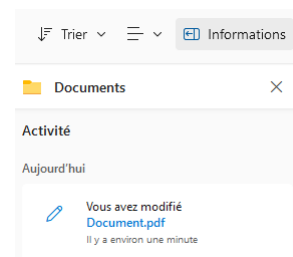 Trier Informations
Documents
Activité
Aujourd'hui
Vous avez modifié
Document.pdf
Il y a environ une minute